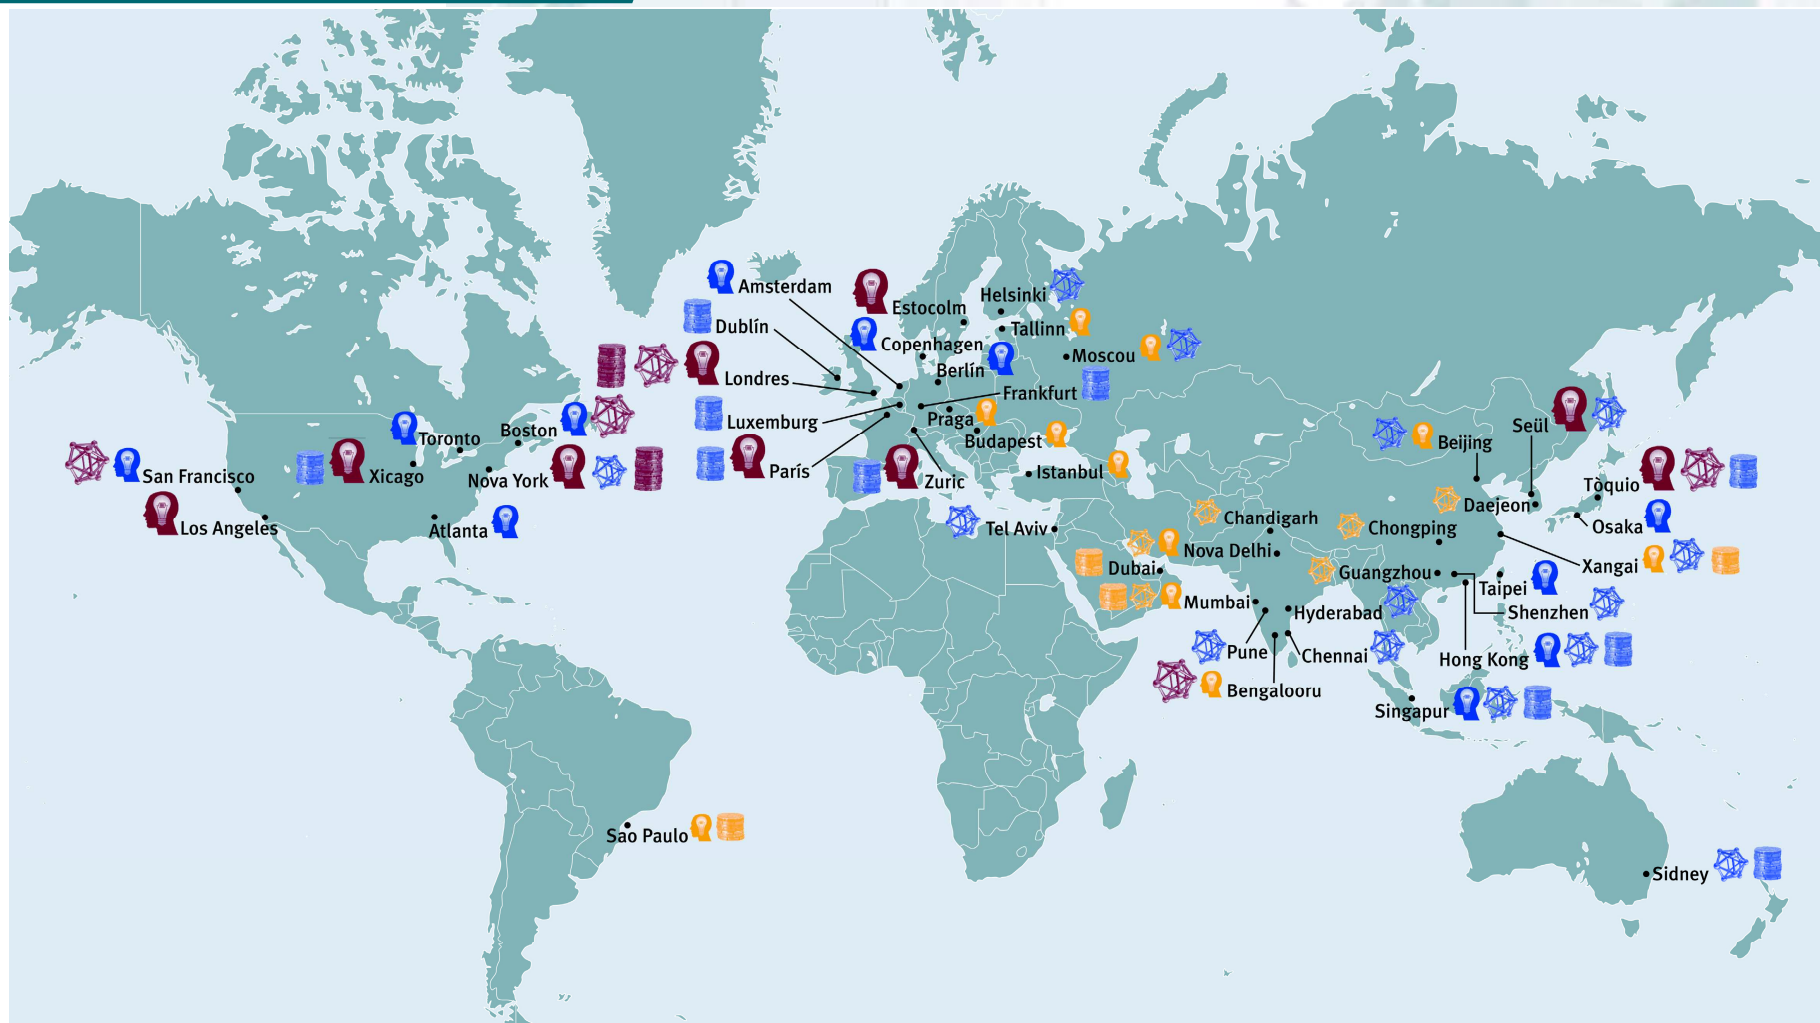 Amsterdam
Estocolm
Helsinki
Dublín
Tallinn
Copenhagen
Moscou
Berlín
Londres
Frankfurt
Luxemburg
Praga
Budapest
París
Zuric
Istanbul
Toronto
Boston
San Francisco
Xicago
Nova York
Los Angeles
Atlanta
Tel Aviv
Seül
Beijing
Tòquio
Daejeon
Osaka
Chandigarh
Chongping
Nova Delhi
Xangai
Dubai
Guangzhou
Taipei
Mumbai
Hyderabad
Shenzhen
Pune
Chennai
Hong Kong
Bengalooru
Singapur
Sao Paulo
Sidney